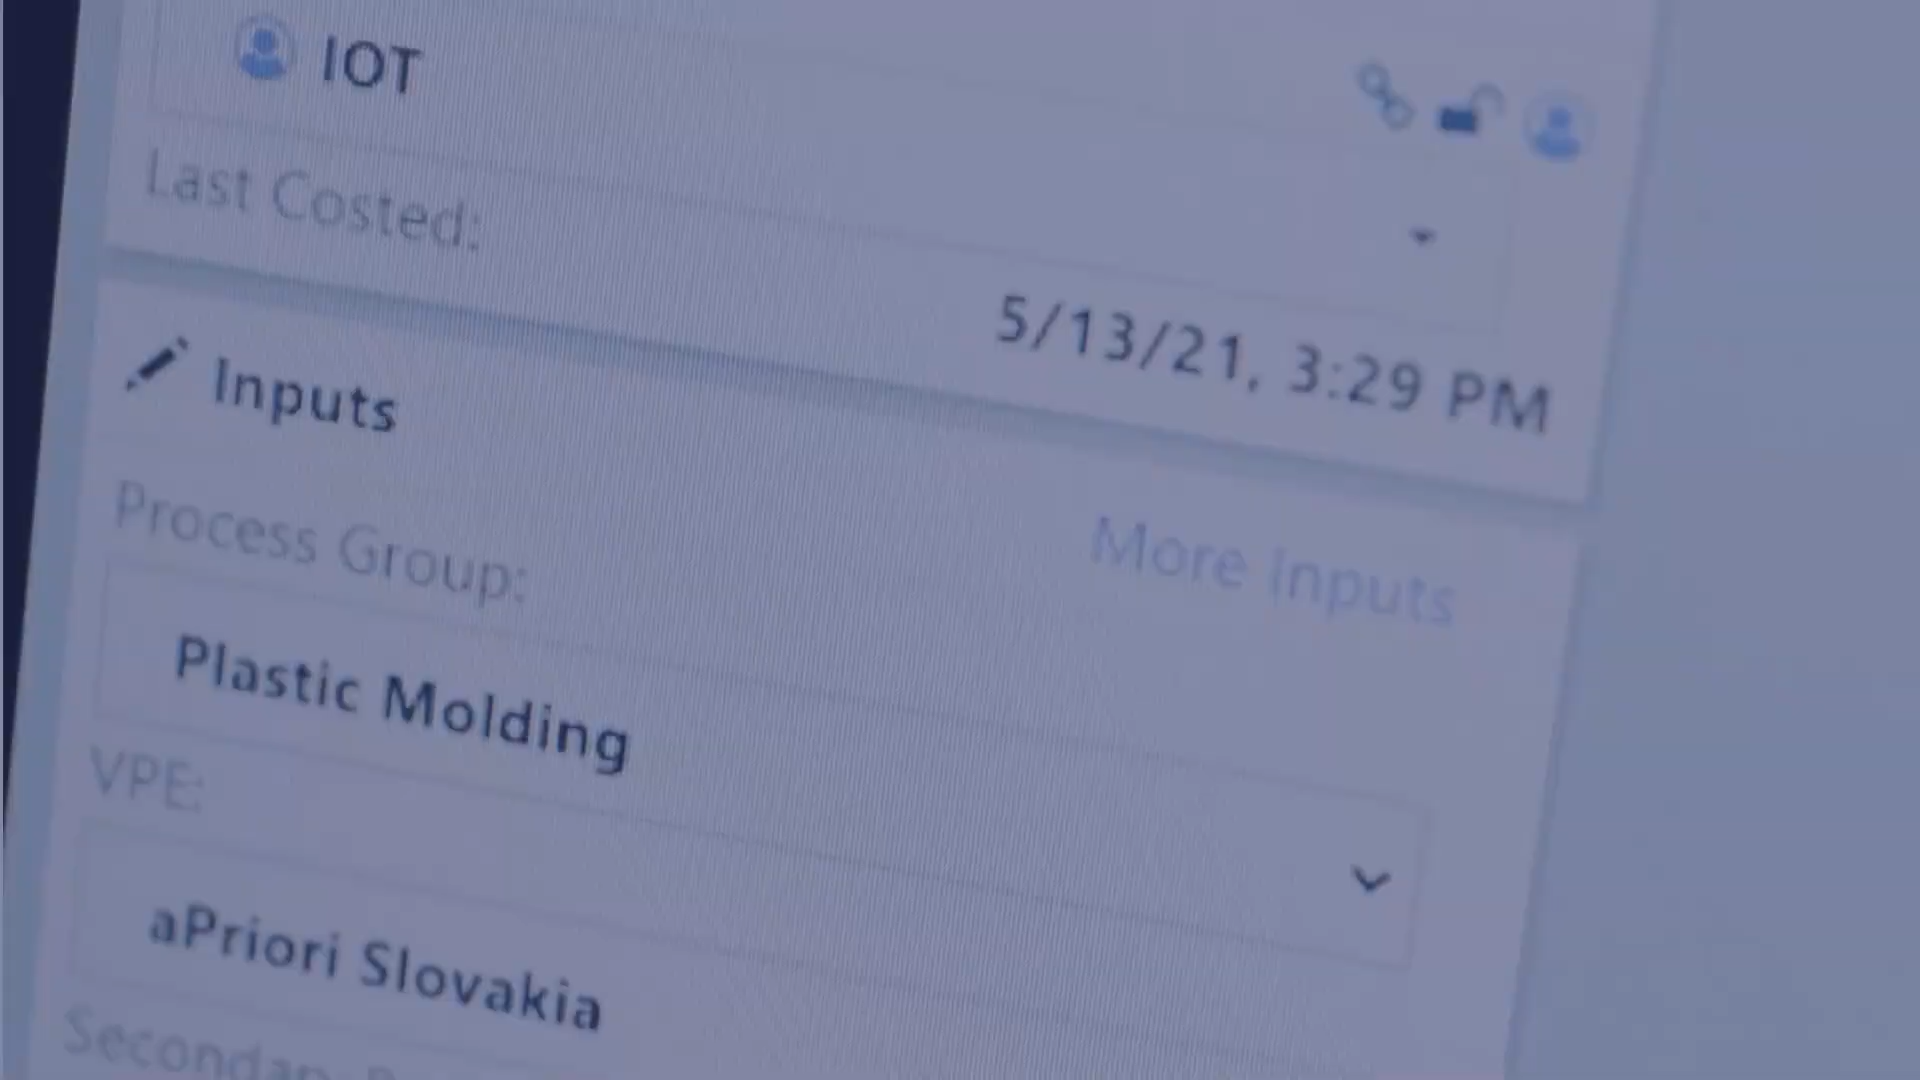 IOT
Last Costed:
5/13/21, 3:29 PM
Inputs
More Inputs
Process Group:
Plastic Molding
VPE:
aPriori Slovakia